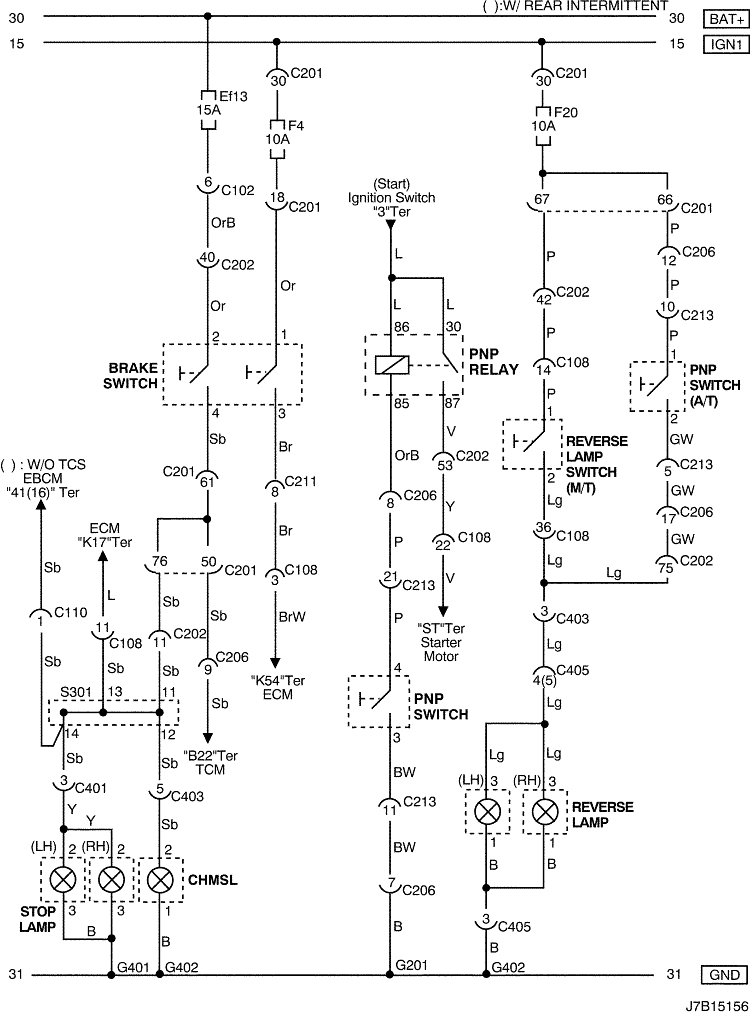 ( ):W/ REAR INTERMITTENT
30
30
BAT+
15
15
IGN1
C201
30
C201
30
Ef13
15A
F4
10A
F20
10A
6
C102
18
C201
(Start)
Ignition Switch
"3"Ter
67
66
C201
OrB
L
P
P
C206
12
40
C202
Or
Or
C202
42
P
10
C213
L
L
P
P
2
1
86
30
1
BRAKE
SWITCH
PNP
RELAY
C108
14
PNP
SWITCH
(A/T)
4
3
85
87
P
1
2
Sb
Br
OrB
V
REVERSE
LAMP
SWITCH
(M/T)
GW
( ) : W/O TCS
EBCM
"41(16)" Ter
C201
61
C211
8
C202
53
2
C213
5
C206
8
Y
Lg
GW
ECM
"K17"Ter
Br
36
C108
C206
17
76
50
C201
P
C108
22
Lg
GW
C202
75
Sb
L
C108
3
21
C213
V
Lg
Sb
Sb
C110
1
11
C108
C202
11
BrW
P
"ST"Ter
Starter
Motor
3
C403
Sb
Sb
Sb
C206
9
Lg
Sb
"K54"Ter
ECM
4
C405
4(5)
S301
13
11
PNP
SWITCH
Lg
14
12
3
"B22"Ter
TCM
Sb
Sb
Lg
Lg
3
C401
5
C403
BW
(LH)
3
(RH)
3
Y
Y
Sb
C213
11
REVERSE
LAMP
(LH)
2
(RH)
2
2
BW
1
1
CHMSL
7
C206
B
B
STOP
LAMP
3
3
1
B
3
C405
B
B
B
31
G401
G402
G201
G402
31
GND
J7B15156